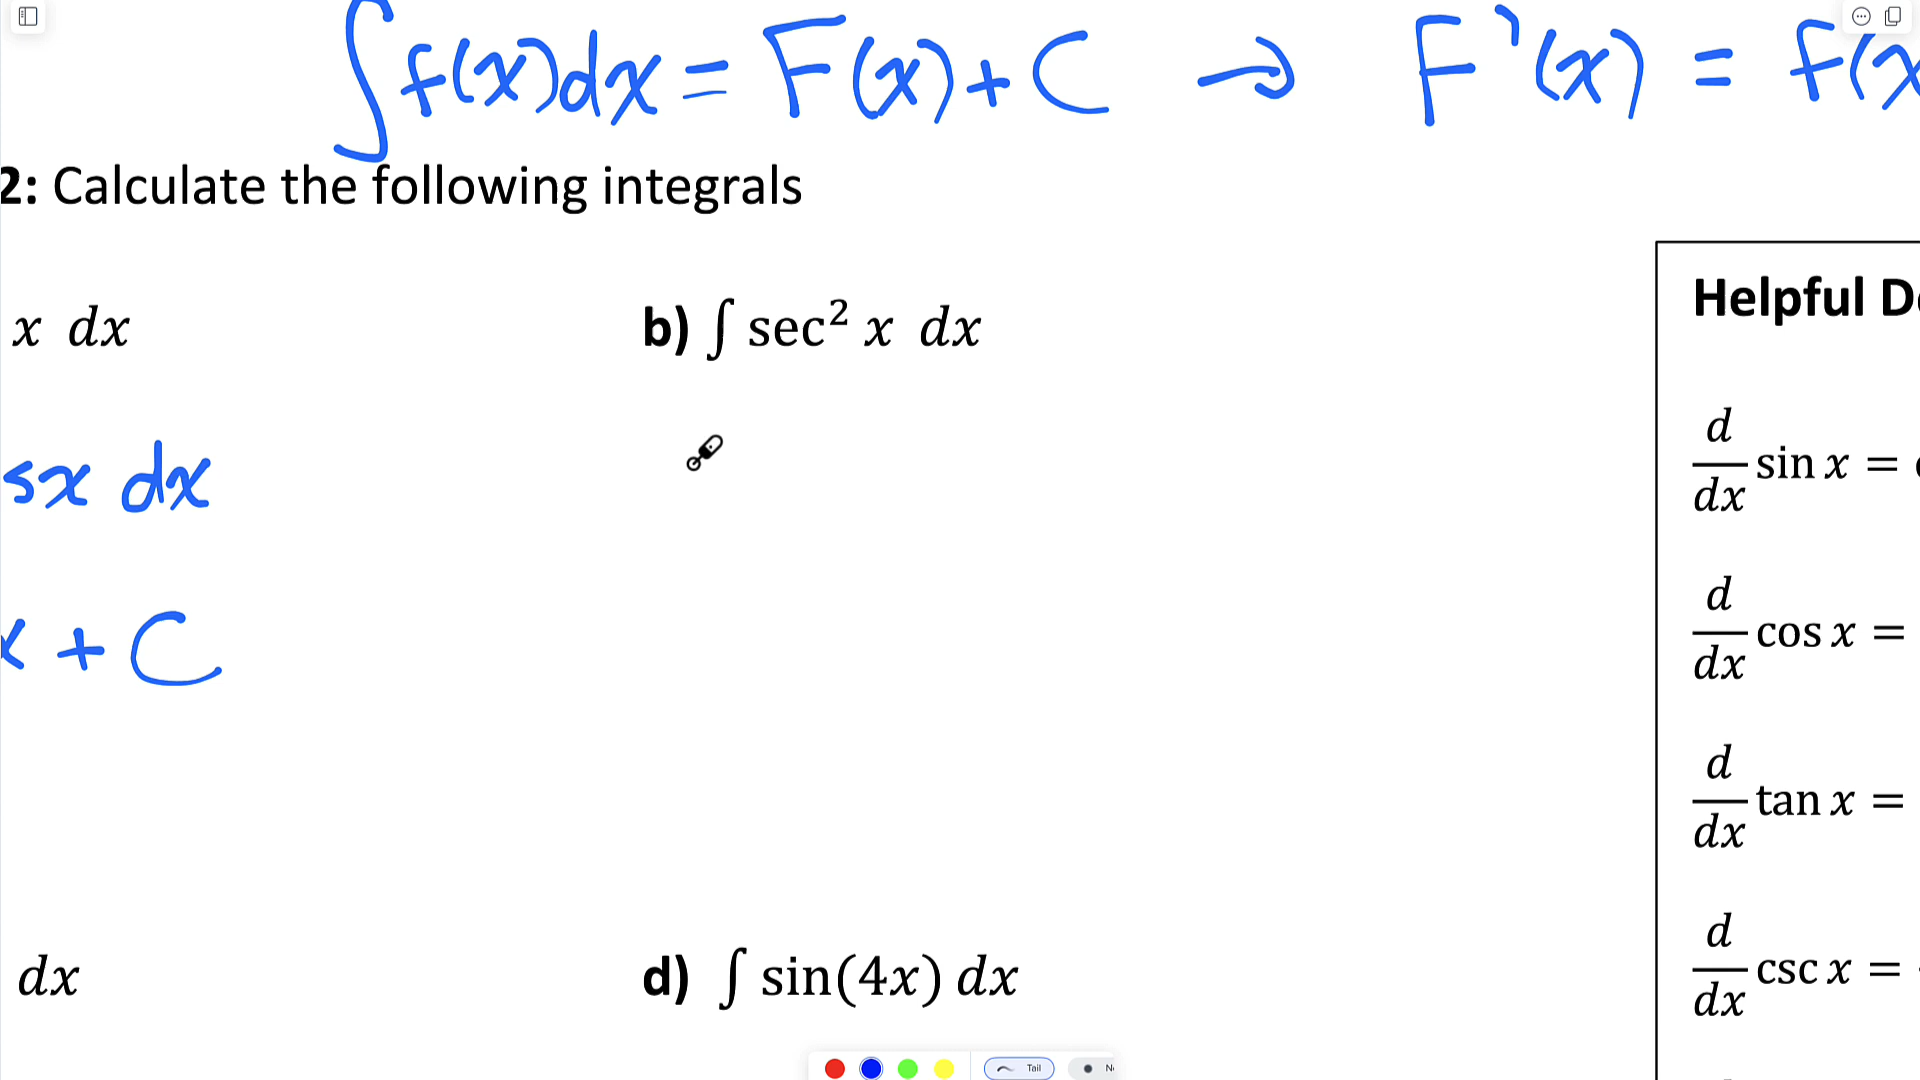 ∫f(x)dx = F(x)+C → F'(x) = f(x
2: Calculate the following integrals
x dx
b) ∫ sec² x dx
sx dx
x + C
dx
d) ∫ sin(4x) dx
Helpful D
d/dx sin x =
d/dx cos x =
d/dx tan x =
d/dx csc x =
Tail